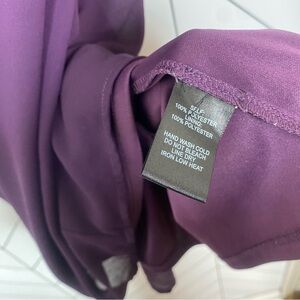 SELF:
100% POLYESTER
LINING:
100% POLYESTER
HAND WASH COLD
DO NOT BLEACH
LINE DRY
IRON LOW HEAT